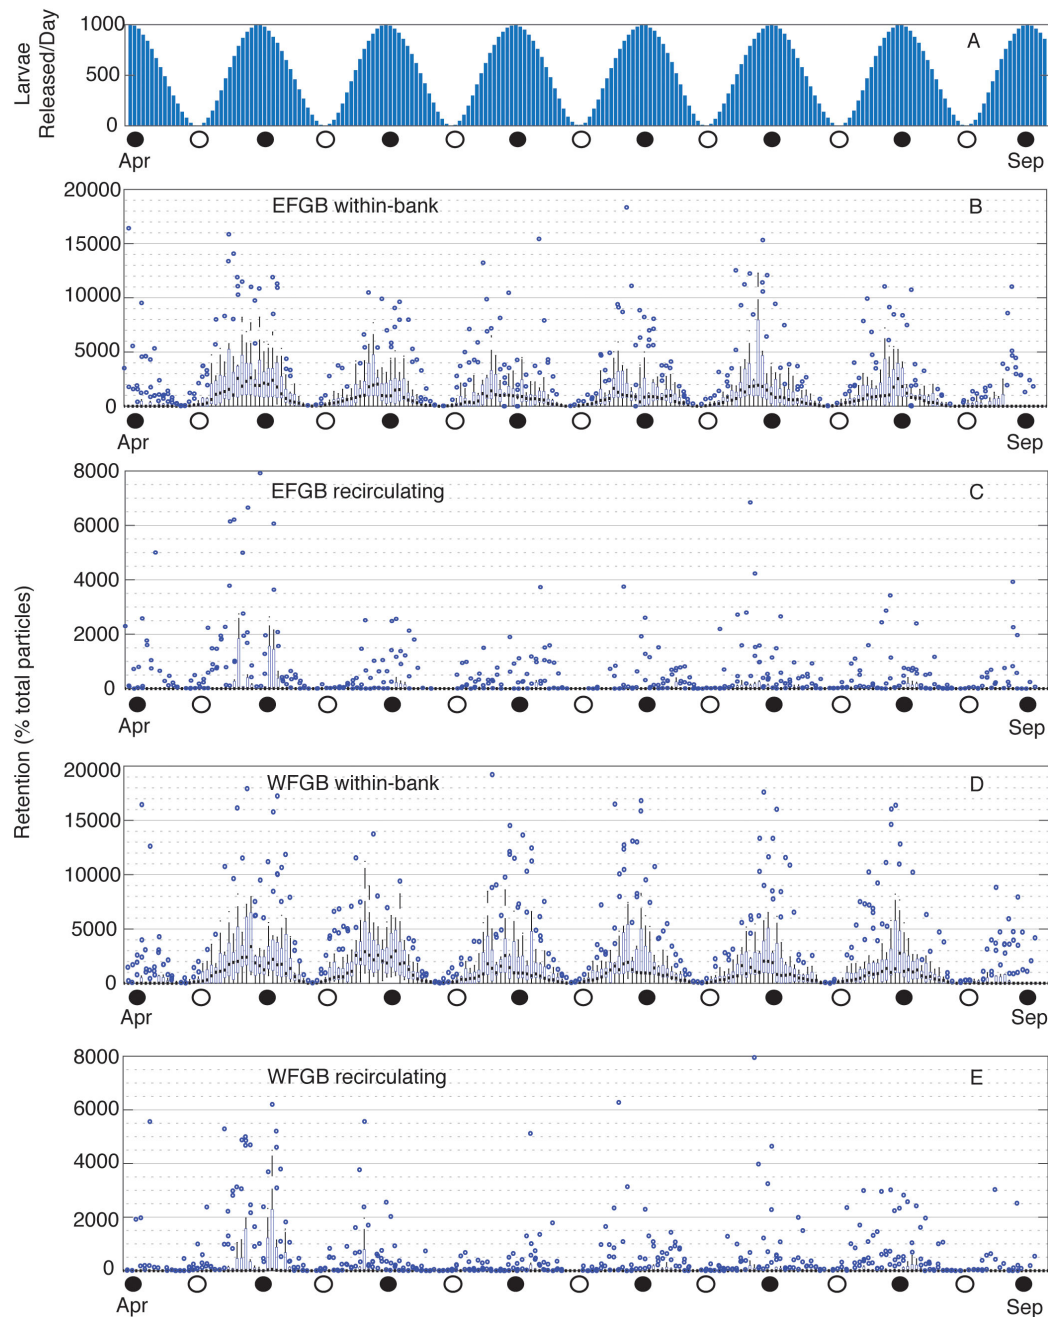 Larvae
Released/Day
1000
500
0
A
Apr
Sep
20000
15000
10000
5000
0
EFGB within-bank
B
Apr
Sep
Retention (% total particles)
8000
6000
4000
2000
0
EFGB recirculating
C
Apr
Sep
20000
15000
10000
5000
0
WFGB within-bank
D
Apr
Sep
8000
6000
4000
2000
0
WFGB recirculating
E
Apr
Sep